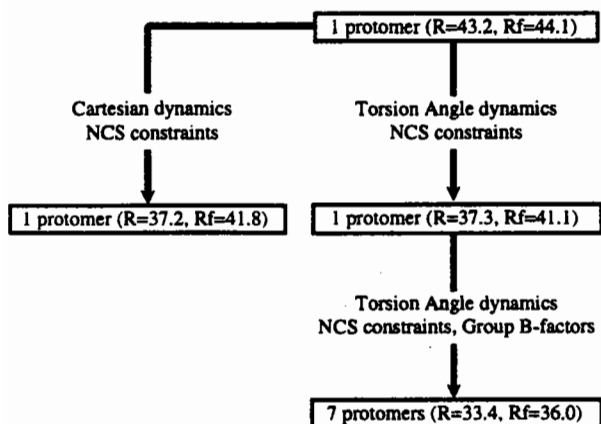 1 protomer (R=43.2, Rf=44.1)
Cartesian dynamics
NCS constraints
Torsion Angle dynamics
NCS constraints
1 protomer (R=37.2, Rf=41.8)
1 protomer (R=37.3, Rf=41.1)
Torsion Angle dynamics
NCS constraints, Group B-factors
7 protomers (R=33.4, Rf=36.0)